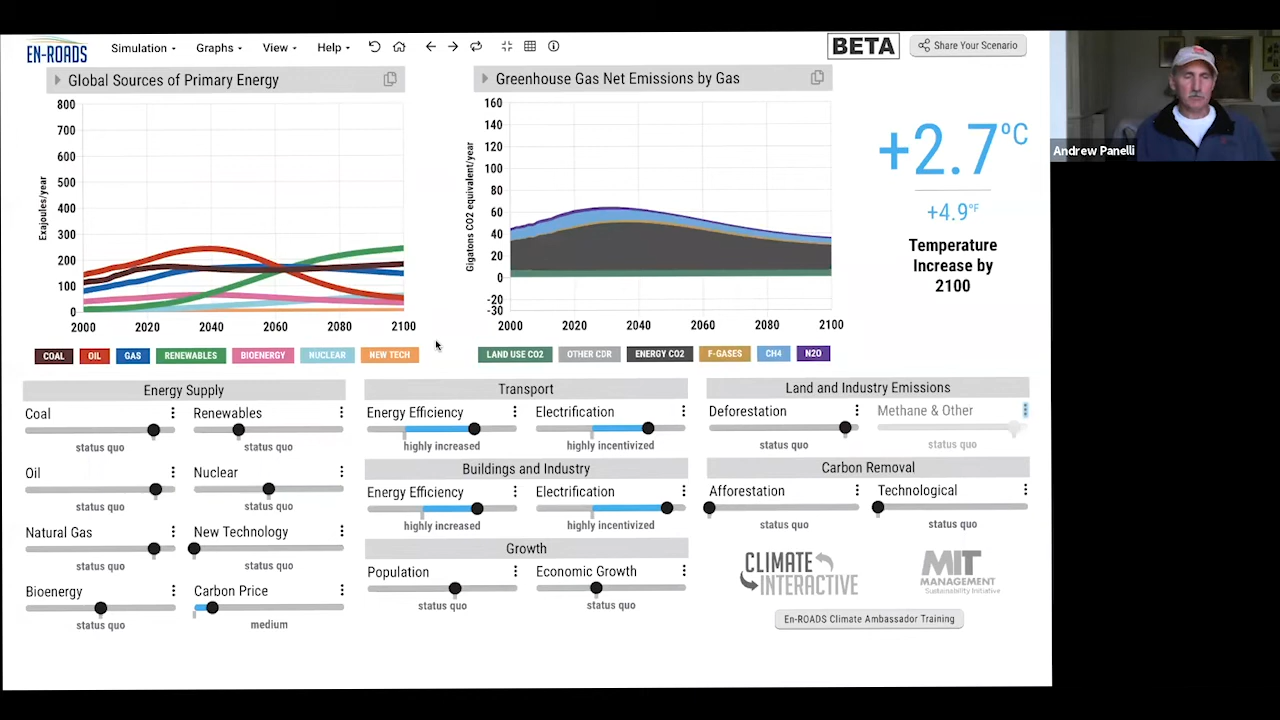 EN-ROADS
Simulation
Graphs
View
Help
BETA
Share Your Scenario
Global Sources of Primary Energy
800
700
600
500
400
300
200
100
0
Exajoules/year
2000 2020 2040 2060 2080 2100
COAL OIL GAS RENEWABLES BIOENERGY NUCLEAR NEW TECH
Greenhouse Gas Net Emissions by Gas
160
140
120
100
80
60
40
20
0
-20
-30
Gigatons CO2 equivalent/year
2000 2020 2040 2060 2080 2100
LAND USE CO2 OTHER CDR ENERGY CO2 F-GASES CH4 N2O
+2.7°C
+4.9°F
Temperature
Increase by
2100
Andrew Panelli
Energy Supply
Coal
status quo
Renewables
status quo
Oil
status quo
Nuclear
status quo
Natural Gas
status quo
New Technology
status quo
Bioenergy
status quo
Carbon Price
medium
Transport
Energy Efficiency
highly increased
Electrification
highly incentivized
Buildings and Industry
Energy Efficiency
highly increased
Electrification
highly incentivized
Growth
Population
status quo
Economic Growth
status quo
Land and Industry Emissions
Deforestation
status quo
Methane & Other
status quo
Carbon Removal
Afforestation
status quo
Technological
status quo
CLIMATE
INTERACTIVE
MIT
MANAGEMENT
Sustainability Initiative
En-ROADS Climate Ambassador Training